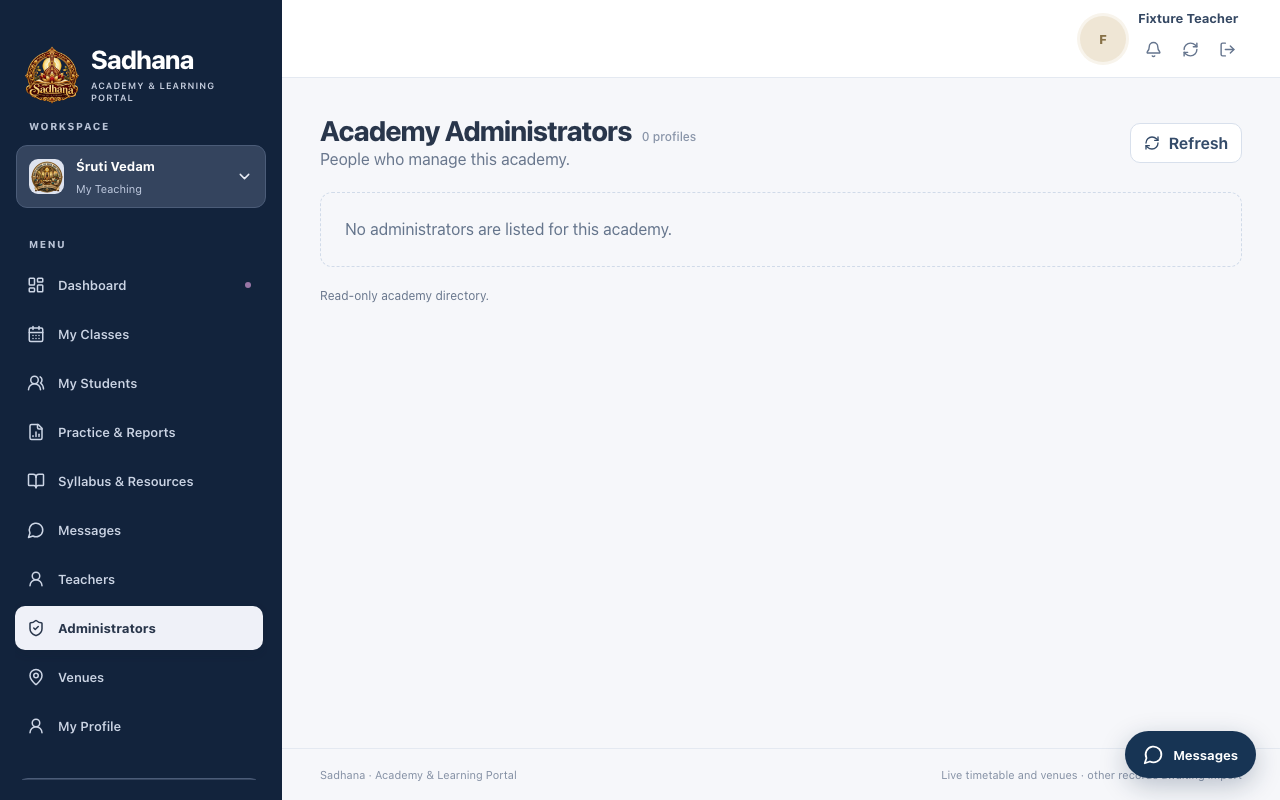 Sadhana
ACADEMY & LEARNING
PORTAL
Sadhana
WORKSPACE
Śruti Vedam
My Teaching
MENU
Dashboard
My Classes
My Students
Practice & Reports
Syllabus & Resources
Messages
Teachers
Administrators
Venues
My Profile
F
Fixture Teacher
Academy Administrators 0 profiles
People who manage this academy.
Refresh
No administrators are listed for this academy.
Read-only academy directory.
Sadhana · Academy & Learning Portal
Live timetable and venues · other
Messages